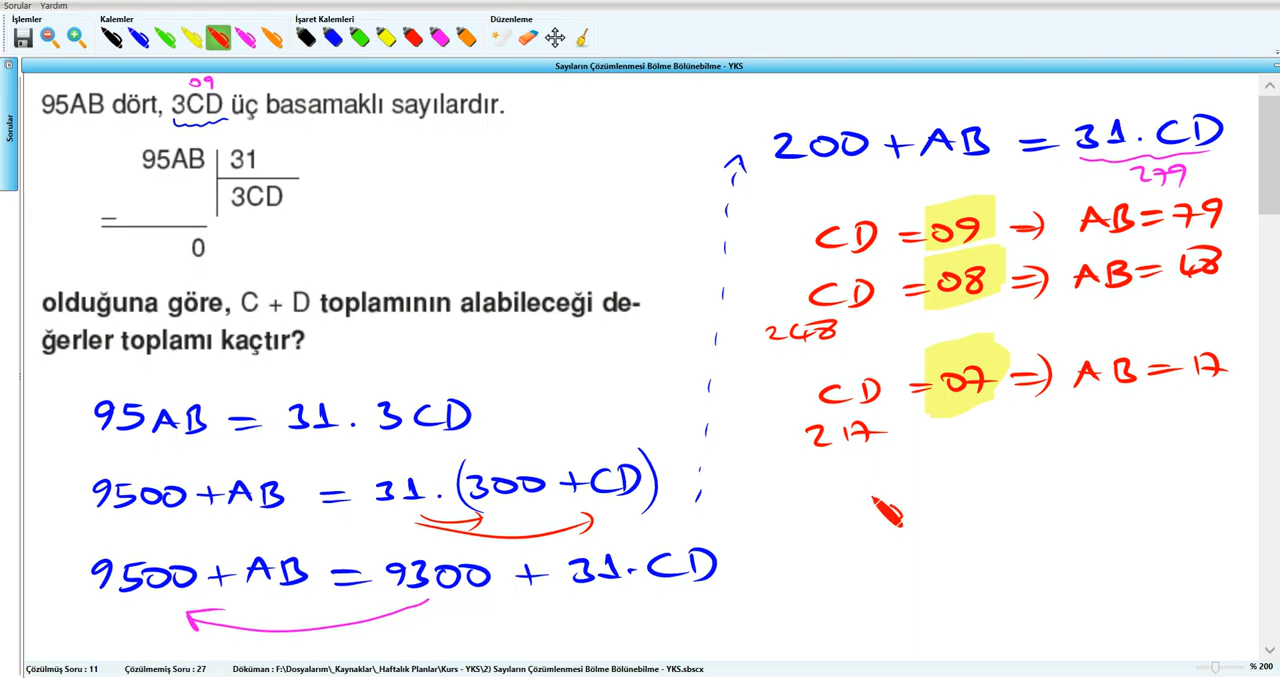 Sorular Yardım
İşlemler Kalemler İşaret Kalemleri Düzenleme
Sayıların Çözümlenmesi Bölme Bölünebilme - YKS
Sorular
09
95AB dört, 3CD üç basamaklı sayılardır.
95AB | 31
3CD
0
olduğuna göre, C + D toplamının alabileceği de-
ğerler toplamı kaçtır?
95AB = 31 . 3CD
9500 + AB = 31 . (300 + CD)
9500 + AB = 9300 + 31 . CD
200 + AB = 31 . CD
279
CD = 09 ⇒ AB = 79
CD = 08 ⇒ AB = 48
248
CD = 07 ⇒ AB = 17
217
Çözülmüş Soru : 11 Çözülmemiş Soru : 27 Döküman : F:\Dosyalarım\_Kaynaklar\_Haftalık Planlar\Kurs - YKS\2) Sayıların Çözümlenmesi Bölme Bölünebilme - YKS.sbscx % 200